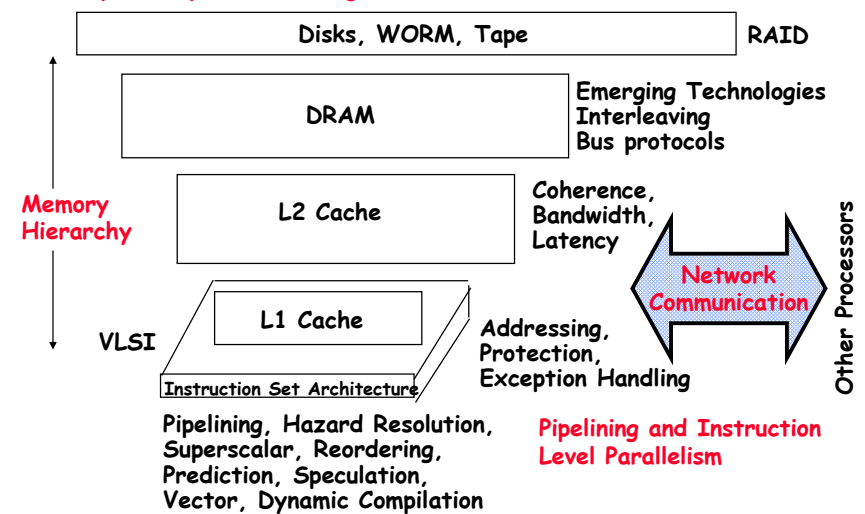 Disks, WORM, Tape
RAID
DRAM
Emerging Technologies
Interleaving
Bus protocols
Memory
Hierarchy
L2 Cache
Coherence,
Bandwidth,
Latency
Network
Communication
Other Processors
VLSI
L1 Cache
Addressing,
Protection,
Exception Handling
Instruction Set Architecture
Pipelining, Hazard Resolution,
Superscalar, Reordering,
Prediction, Speculation,
Vector, Dynamic Compilation
Pipelining and Instruction
Level Parallelism